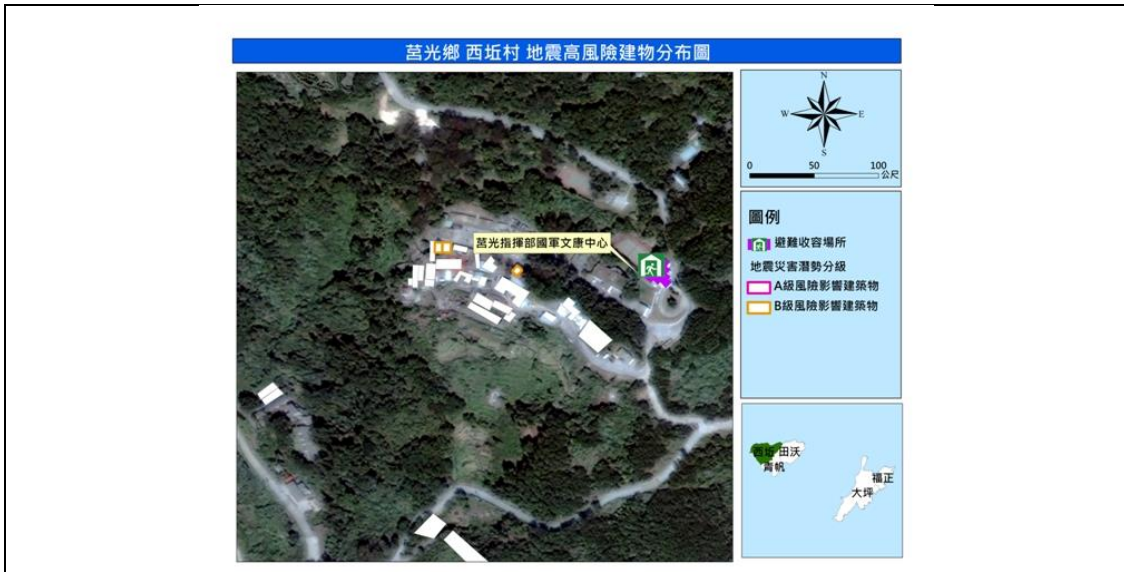 莒光鄉 西坵村 地震高風險建物分布圖
N
W
E
S
0 50 100
公尺
莒光指揮部國軍文康中心
圖例
避難收容場所
地震災害潛勢分級
A級風險影響建築物
B級風險影響建築物
西坵 田沃
青帆
福正
大坪